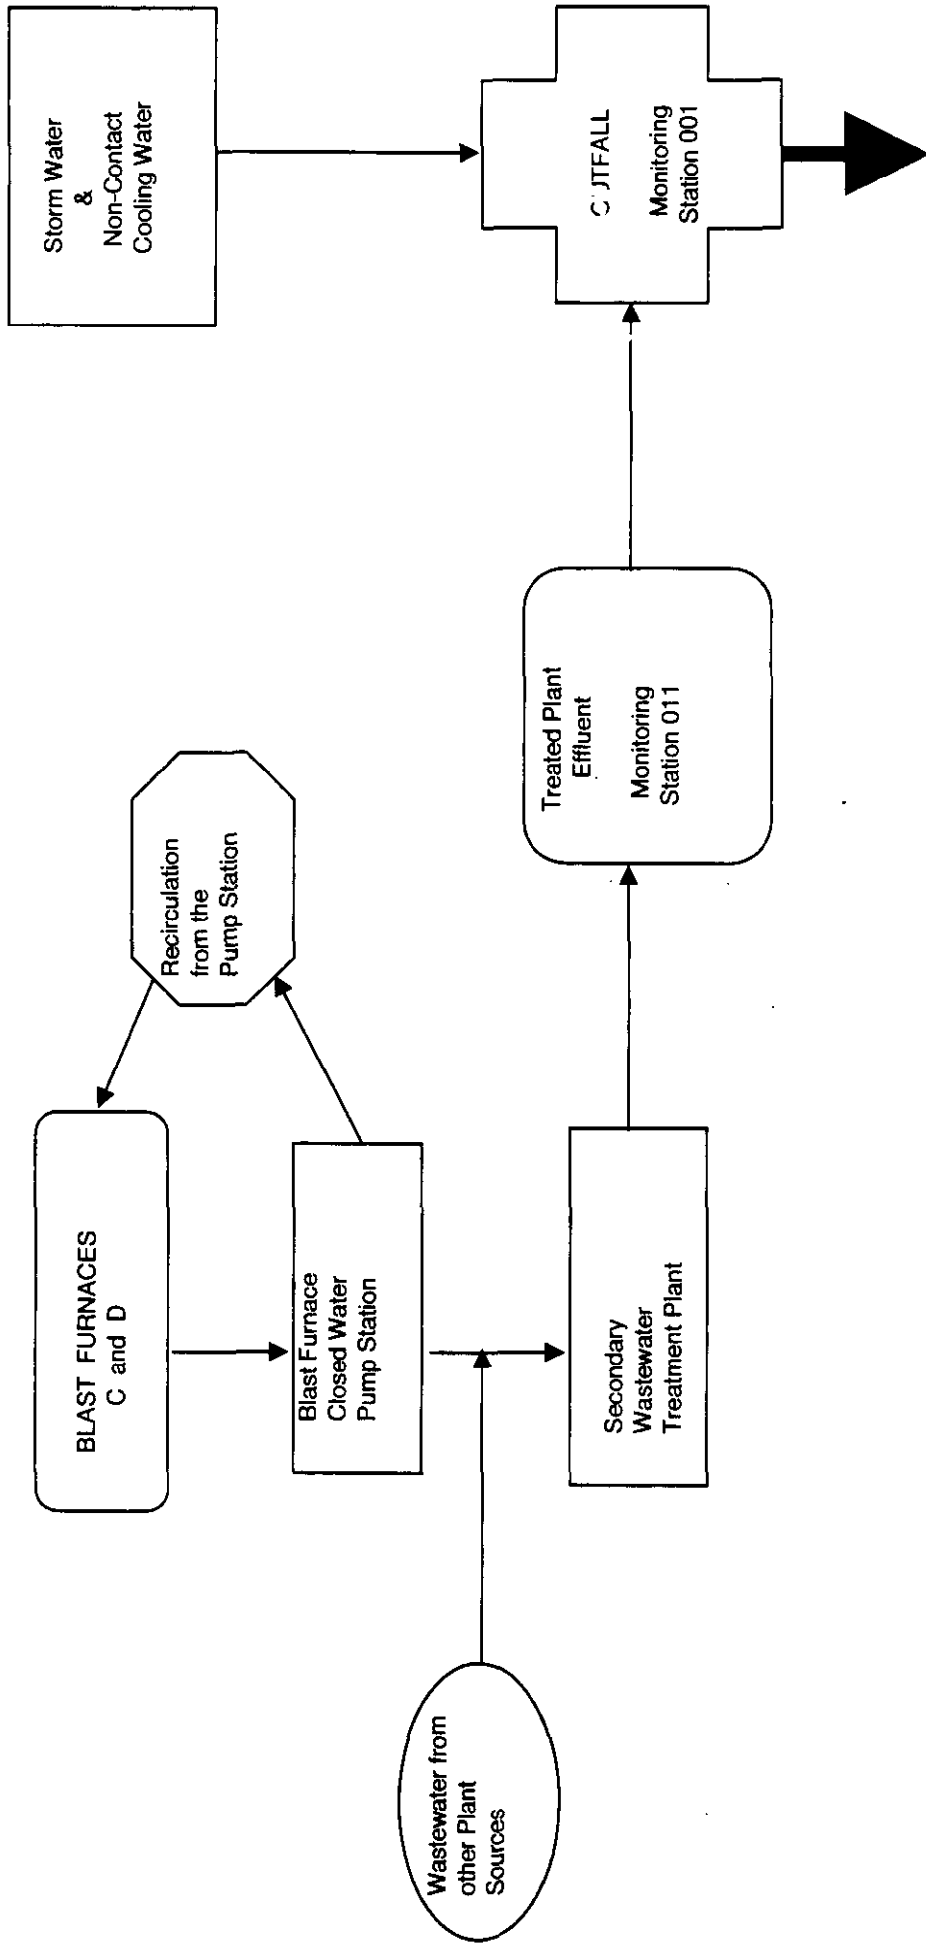 Storm Water
&
Non-Contact
Cooling Water
OUTFALL
Monitoring
Station 001
Treated Plant
Effluent
Monitoring
Station 011
Recirculation
from the
Pump Station
BLAST FURNACES
C and D
Blast Furnace
Closed Water
Pump Station
Secondary
Wastewater
Treatment Plant
Wastewater from
other Plant
Sources